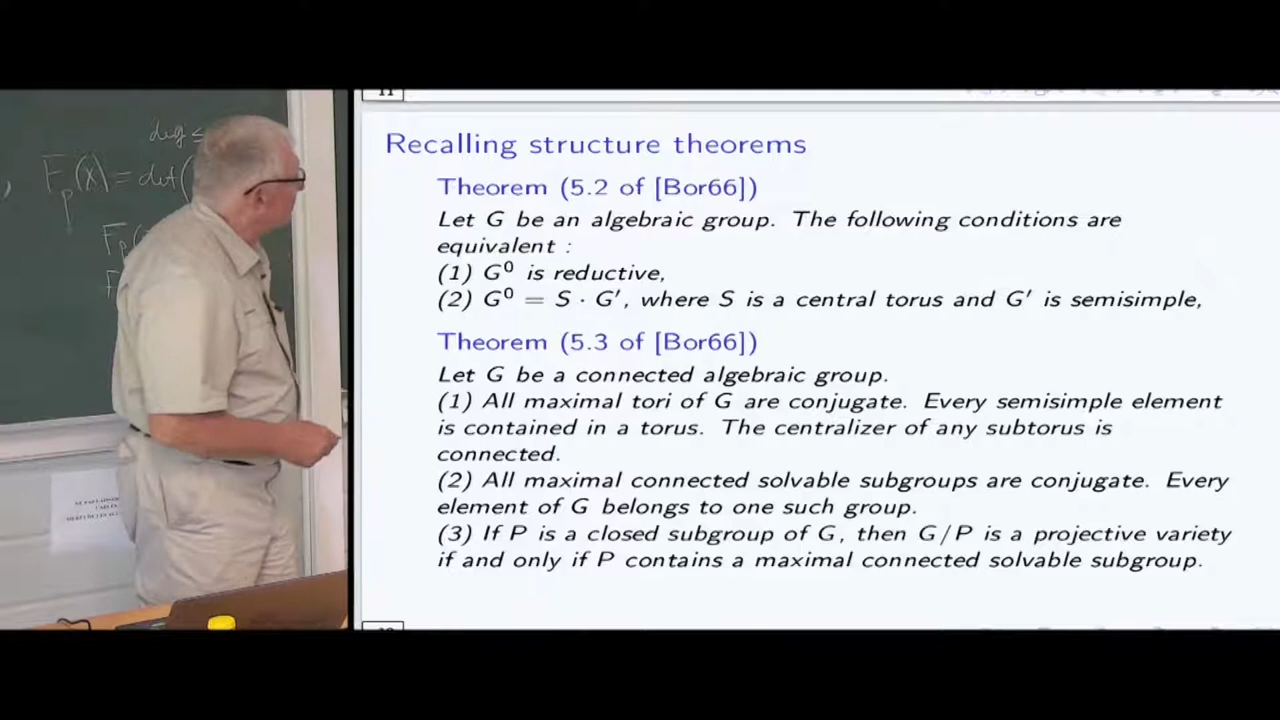 deg ≤
F_p(X) = det(
F_p(
11
Recalling structure theorems
Theorem (5.2 of [Bor66])
Let G be an algebraic group. The following conditions are
equivalent :
(1) G⁰ is reductive,
(2) G⁰ = S · G′, where S is a central torus and G′ is semisimple,
Theorem (5.3 of [Bor66])
Let G be a connected algebraic group.
(1) All maximal tori of G are conjugate. Every semisimple element
is contained in a torus. The centralizer of any subtorus is
connected.
(2) All maximal connected solvable subgroups are conjugate. Every
element of G belongs to one such group.
(3) If P is a closed subgroup of G, then G/P is a projective variety
if and only if P contains a maximal connected solvable subgroup.